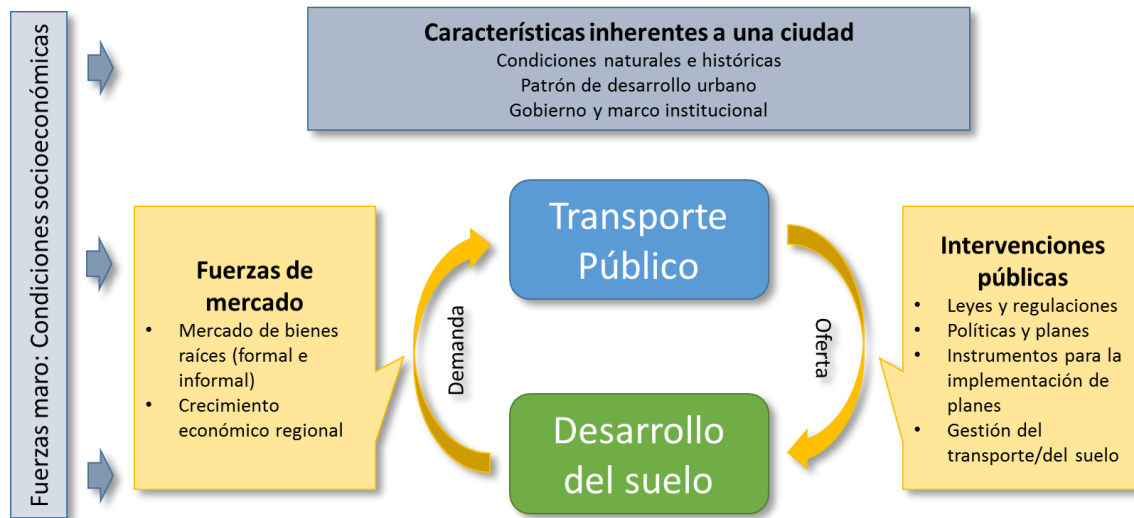 Fuerzas maro: Condiciones socioeconómicas
Características inherentes a una ciudad
Condiciones naturales e históricas
Patrón de desarrollo urbano
Gobierno y marco institucional
Fuerzas de
mercado
• Mercado de bienes
raíces (formal e
informal)
• Crecimiento
económico regional
Demanda
Transporte
Público
Desarrollo
del suelo
Oferta
Intervenciones
públicas
• Leyes y regulaciones
• Políticas y planes
• Instrumentos para la
implementación de
planes
• Gestión del
transporte/del suelo